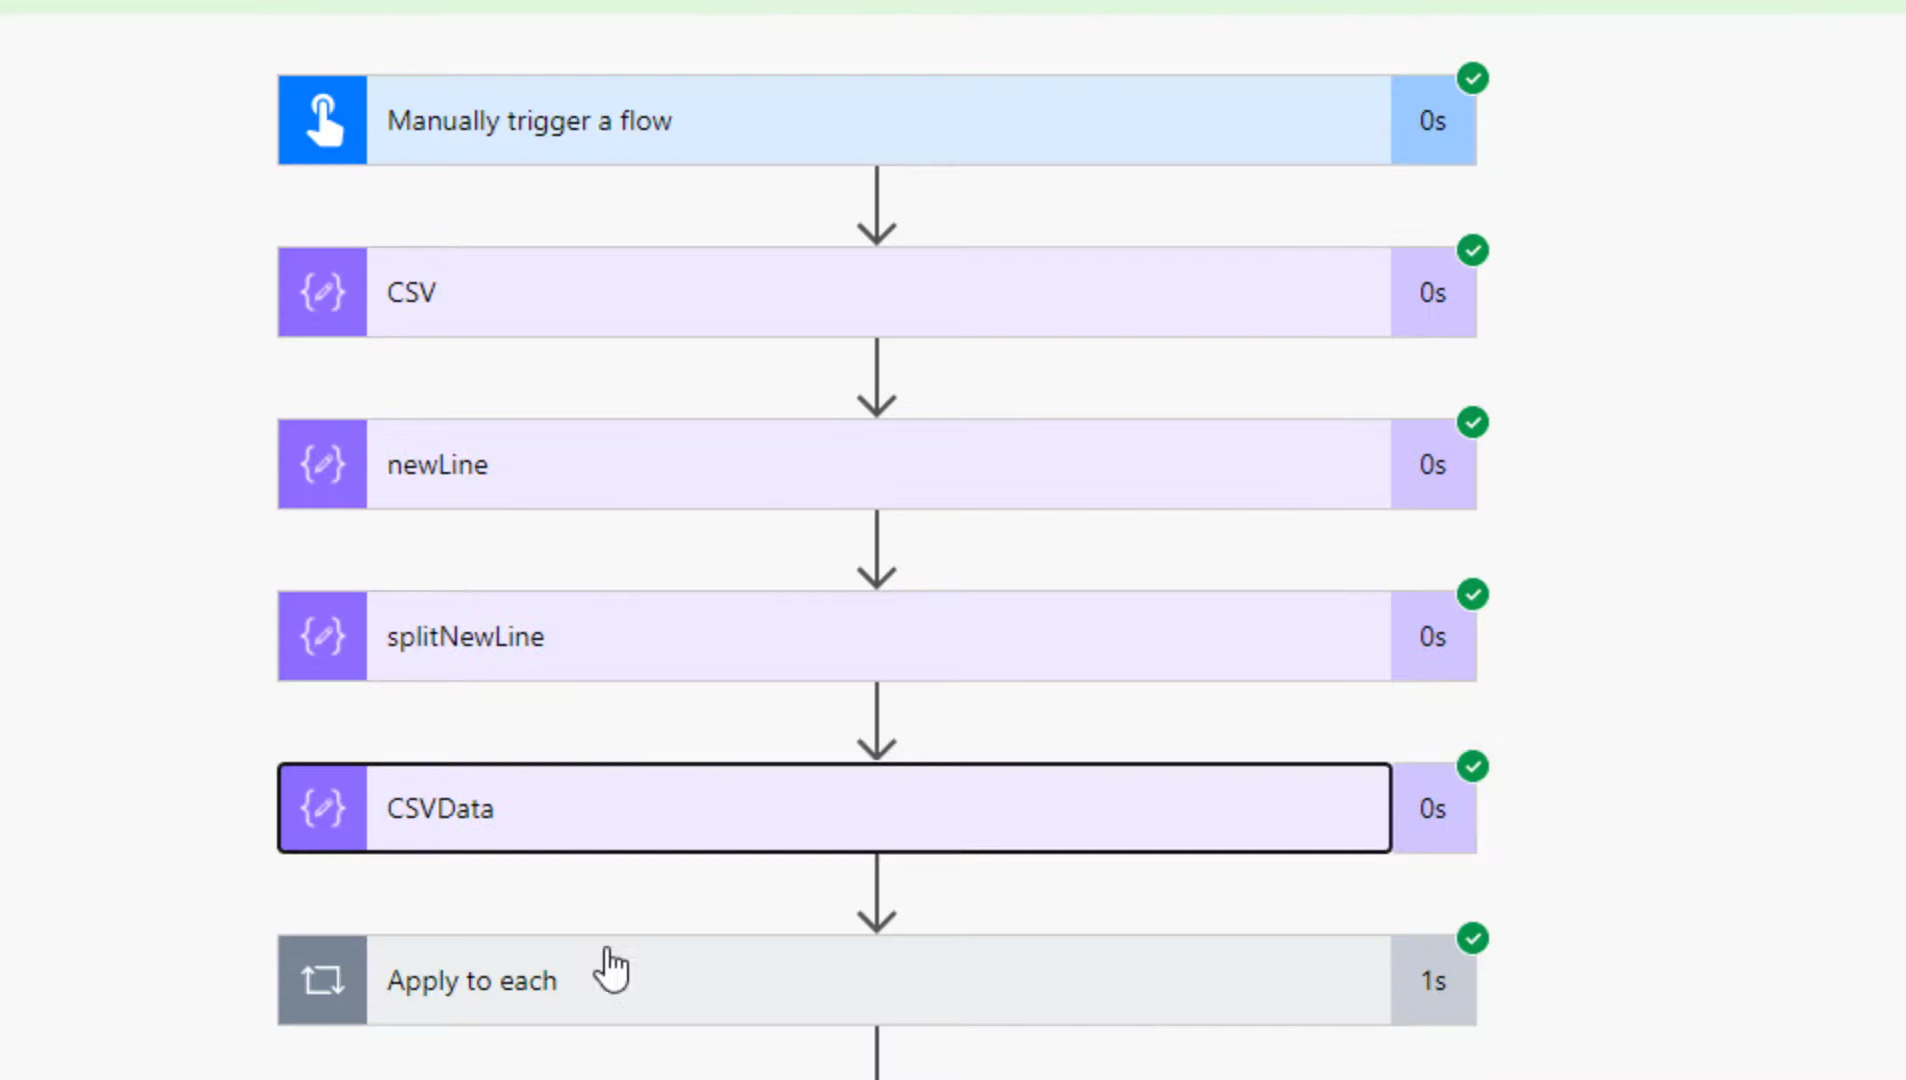 Manually trigger a flow
0s
CSV
0s
newLine
0s
splitNewLine
0s
CSVData
0s
Apply to each
1s